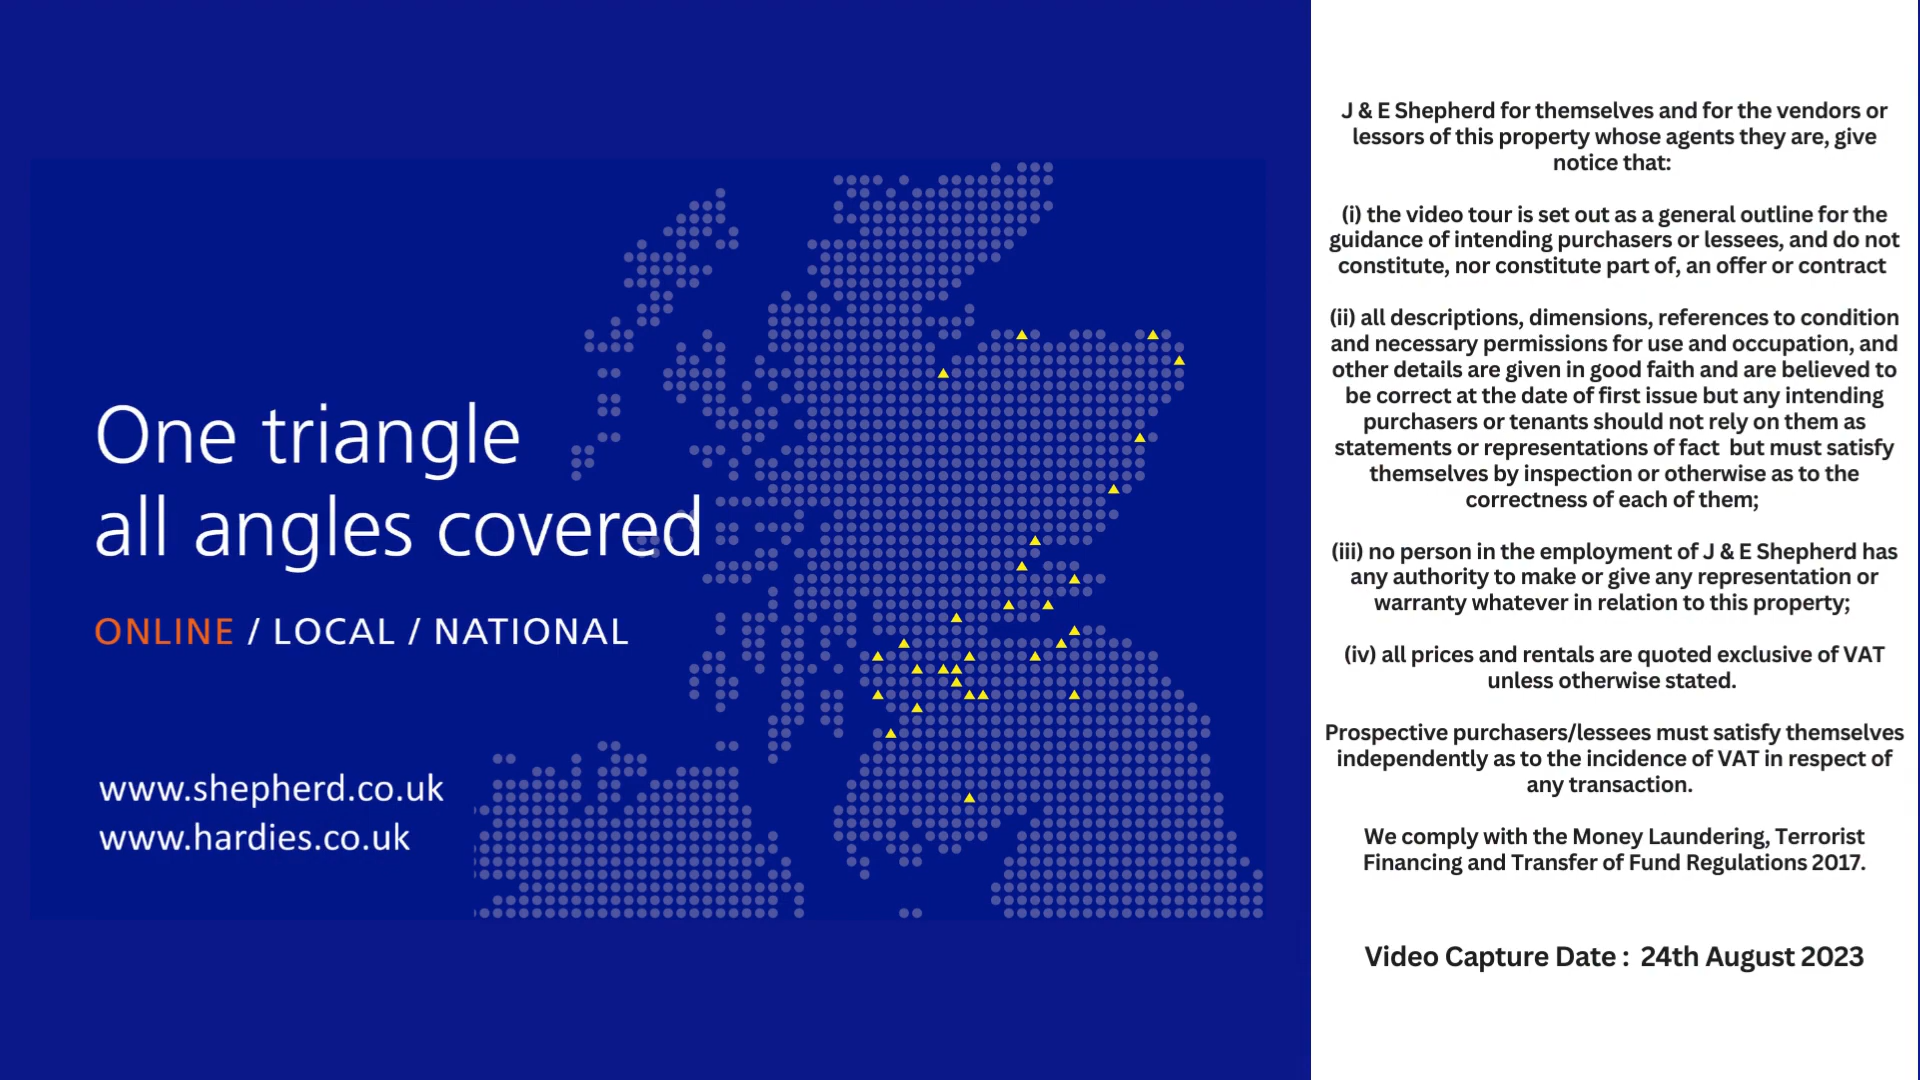 One triangle
all angles covered
ONLINE / LOCAL / NATIONAL
www.shepherd.co.uk
www.hardies.co.uk
J & E Shepherd for themselves and for the vendors or
lessors of this property whose agents they are, give
notice that:
(i) the video tour is set out as a general outline for the
guidance of intending purchasers or lessees, and do not
constitute, nor constitute part of, an offer or contract
(ii) all descriptions, dimensions, references to condition
and necessary permissions for use and occupation, and
other details are given in good faith and are believed to
be correct at the date of first issue but any intending
purchasers or tenants should not rely on them as
statements or representations of fact  but must satisfy
themselves by inspection or otherwise as to the
correctness of each of them;
(iii) no person in the employment of J & E Shepherd has
any authority to make or give any representation or
warranty whatever in relation to this property;
(iv) all prices and rentals are quoted exclusive of VAT
unless otherwise stated.
Prospective purchasers/lessees must satisfy themselves
independently as to the incidence of VAT in respect of
any transaction.
We comply with the Money Laundering, Terrorist
Financing and Transfer of Fund Regulations 2017.
Video Capture Date :  24th August 2023